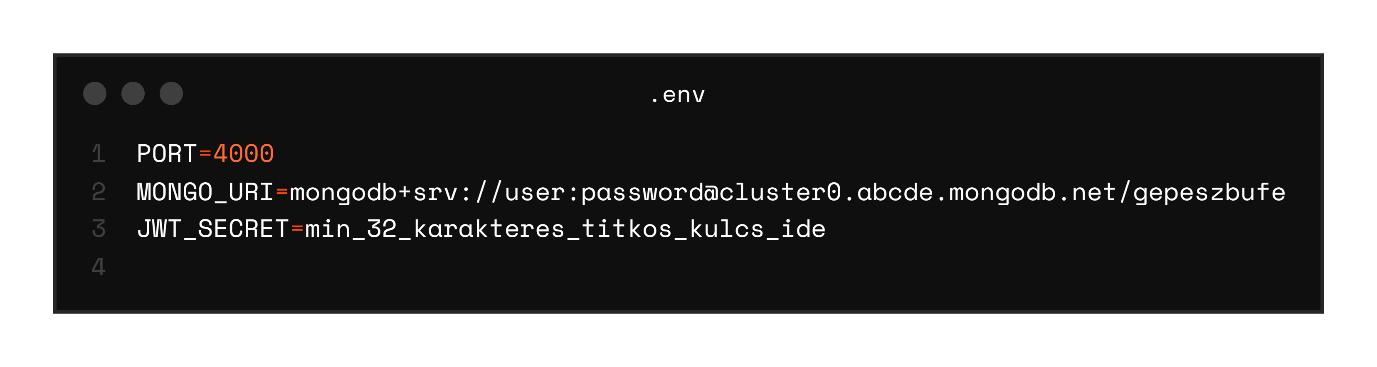 .env
1 PORT=4000
2 MONGO_URI=mongodb+srv://user:password@cluster0.abcde.mongodb.net/gepeszbufe
3 JWT_SECRET=min_32_karakteres_titkos_kulcs_ide
4